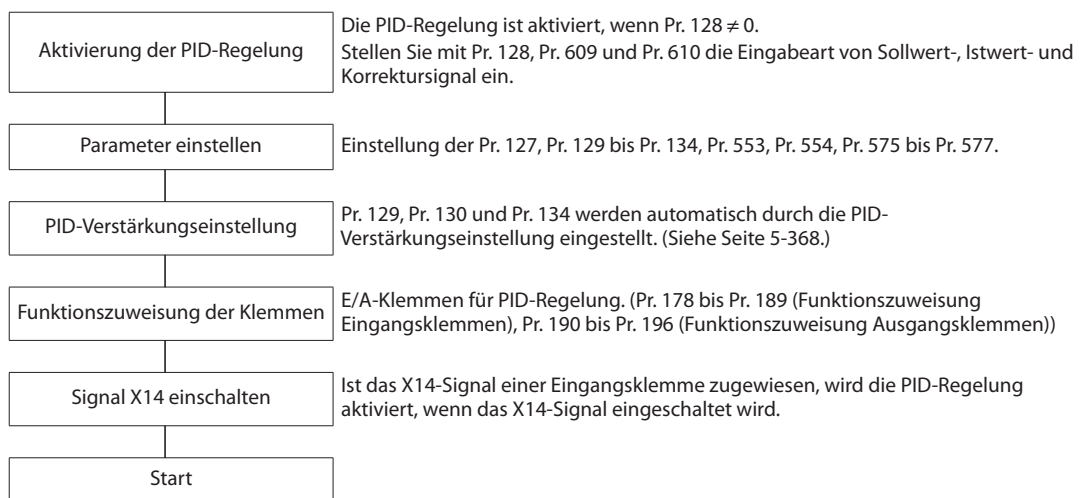 Aktivierung der PID-Regelung
Die PID-Regelung ist aktiviert, wenn Pr. 128 ≠ 0.
Stellen Sie mit Pr. 128, Pr. 609 und Pr. 610 die Eingabeart von Sollwert-, Istwert- und
Korrektursignal ein.
Parameter einstellen
Einstellung der Pr. 127, Pr. 129 bis Pr. 134, Pr. 553, Pr. 554, Pr. 575 bis Pr. 577.
PID-Verstärkungseinstellung
Pr. 129, Pr. 130 und Pr. 134 werden automatisch durch die PID-
Verstärkungseinstellung eingestellt. (Siehe Seite 5-368.)
Funktionszuweisung der Klemmen
E/A-Klemmen für PID-Regelung. (Pr. 178 bis Pr. 189 (Funktionszuweisung
Eingangsklemmen), Pr. 190 bis Pr. 196 (Funktionszuweisung Ausgangsklemmen))
Signal X14 einschalten
Ist das X14-Signal einer Eingangsklemme zugewiesen, wird die PID-Regelung
aktiviert, wenn das X14-Signal eingeschaltet wird.
Start